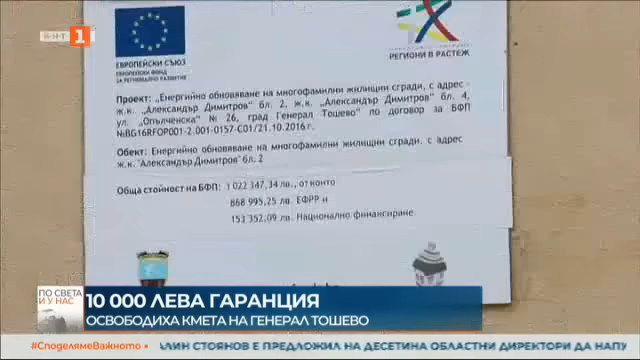 БНТ 1
ЕВРОПЕЙСКИ СЪЮЗ
ЕВРОПЕЙСКИ ФОНД
ЗА РЕГИОНАЛНО РАЗВИТИЕ
РЕГИОНИ В РАСТЕЖ
Проект: „Енергийно обновяване на многофамилни жилищни сгради, с адрес -
ж.к. „Александър Димитров" бл. 2, ж.к. „Александър Димитров" бл. 4,
ул. „Опълченска" № 26, град Генерал Тошево" по договор за БФП
№BG16RFOP001-2.001-0157-C01/21.10.2016 г.
Обект: Енергийно обновяване на многофамилни жилищни сгради, с адрес
ж.к."Александър Димитров"бл. 2
Обща стойност на БФП: 1 022 347,34 лв., от които
868 995,25 лв. ЕФРР и
153 352,09 лв. Национално финансиране.
ПО СВЕТА
И У НАС
10 000 ЛЕВА ГАРАНЦИЯ
ОСВОБОДИХА КМЕТА НА ГЕНЕРАЛ ТОШЕВО
#СподелямеВажното
АЛИН СТОЯНОВ Е ПРЕДЛОЖИЛ НА ДЕСЕТИНА ОБЛАСТНИ ДИРЕКТОРИ ДА НАПУ